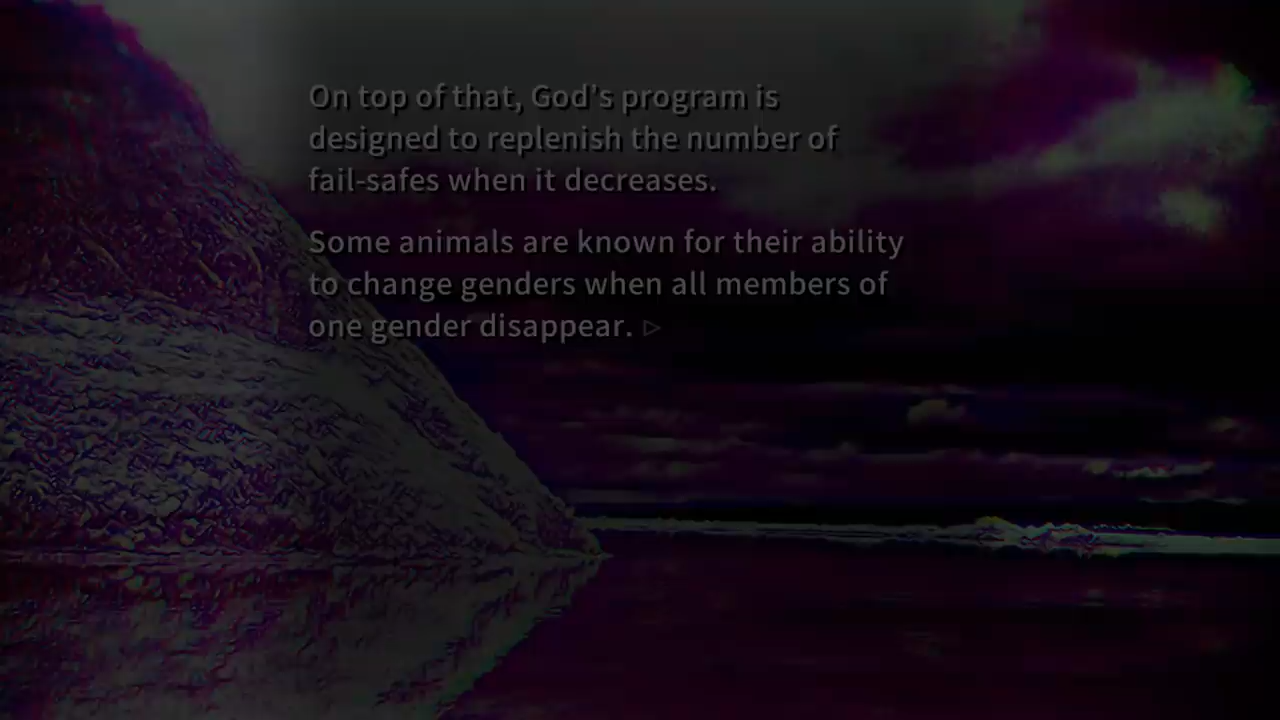 On top of that, God's program is
designed to replenish the number of
fail-safes when it decreases.
Some animals are known for their ability
to change genders when all members of
one gender disappear. ▷